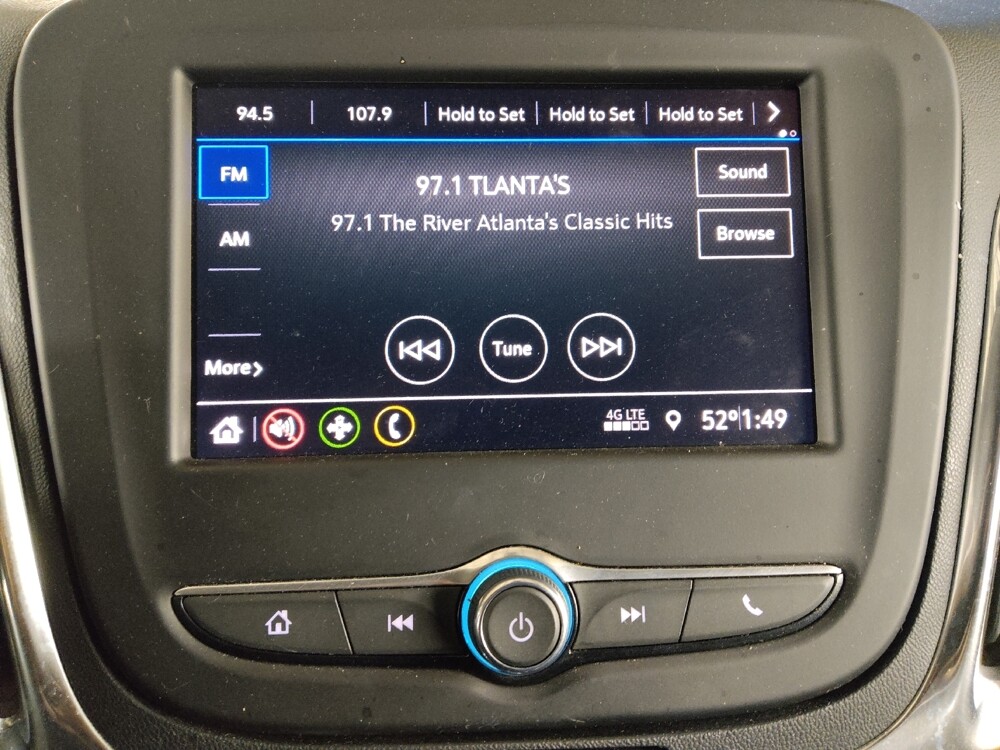 94.5 107.9 Hold to Set Hold to Set Hold to Set
FM
97.1 TLANTA'S
Sound
97.1 The River Atlanta's Classic Hits
Browse
AM
Tune
More
4G LTE
52° 1:49